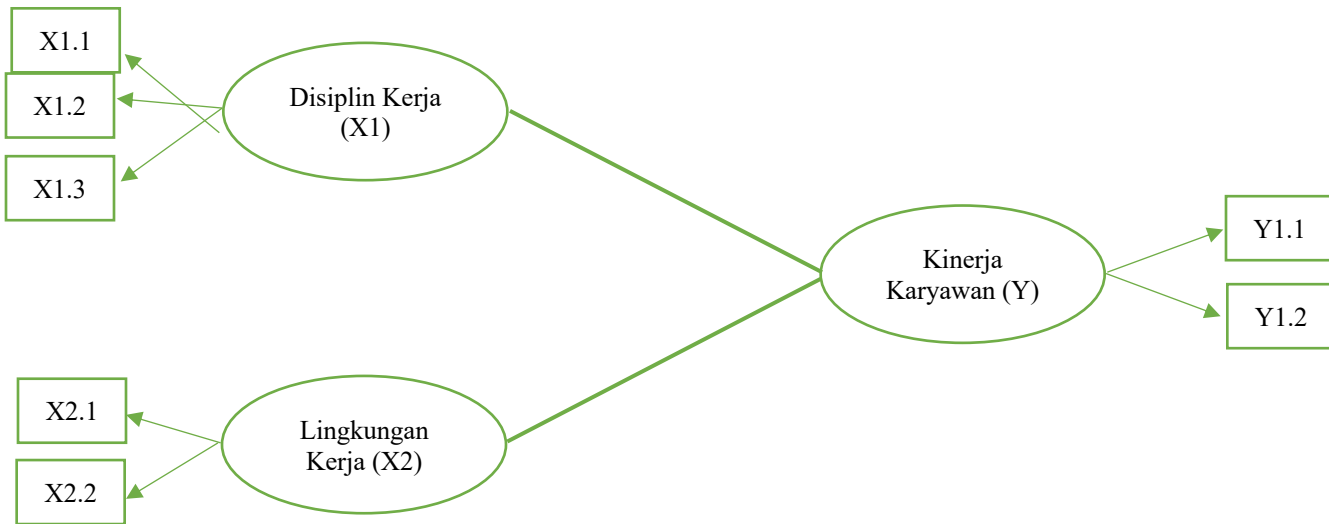 X1.1
X1.2
X1.3
Disiplin Kerja
(X1)
Kinerja
Karyawan (Y)
Y1.1
Y1.2
X2.1
X2.2
Lingkungan
Kerja (X2)